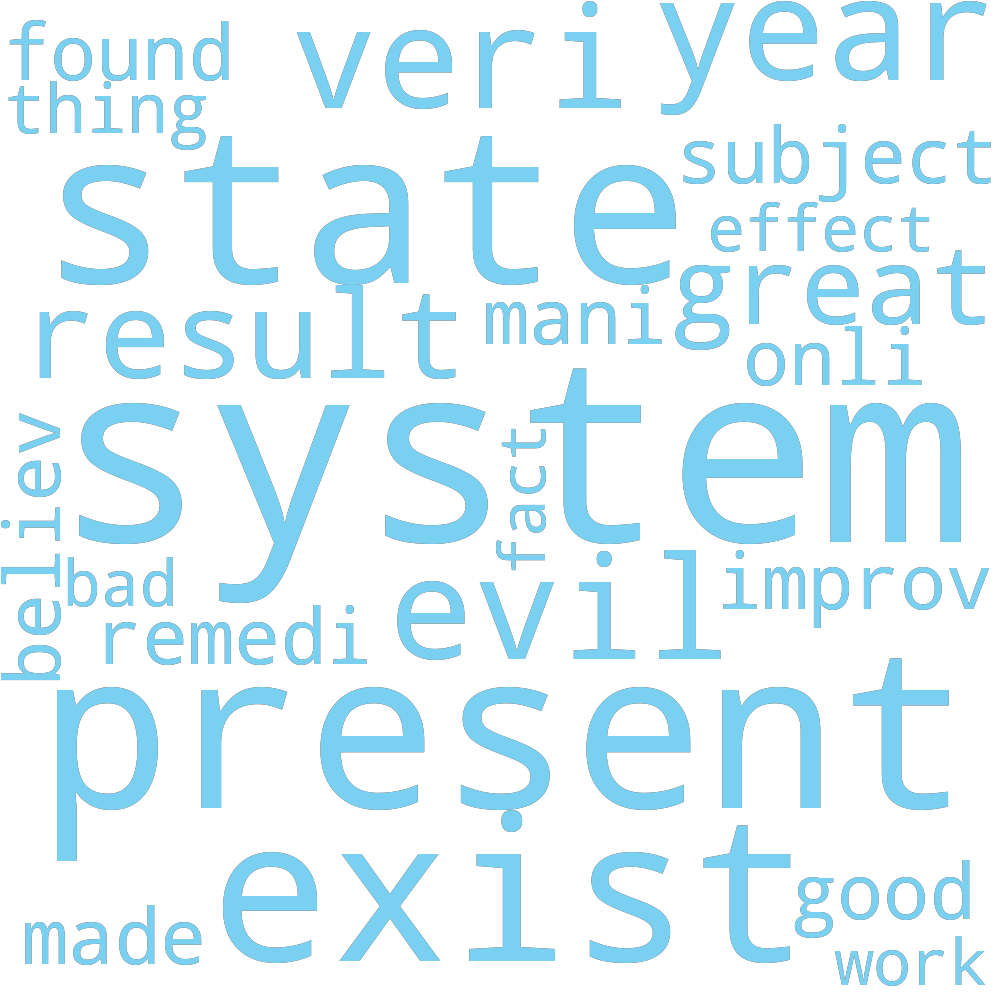 found
veri
year
thing
state
subject
effect
great
result
mani
onli
system
believ
fact
bad
evil
improv
remedi
present
exist
good
made
work